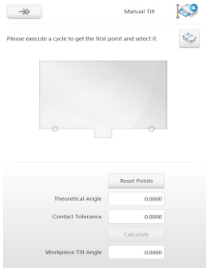 Manual Tilt
Please execute a cycle to get the first point and select it
Reset Points
Theoretical Angle 0.0000
Contact Tolerance 0.0000
Calculate
Workpiece Tilt Angle 0.0000